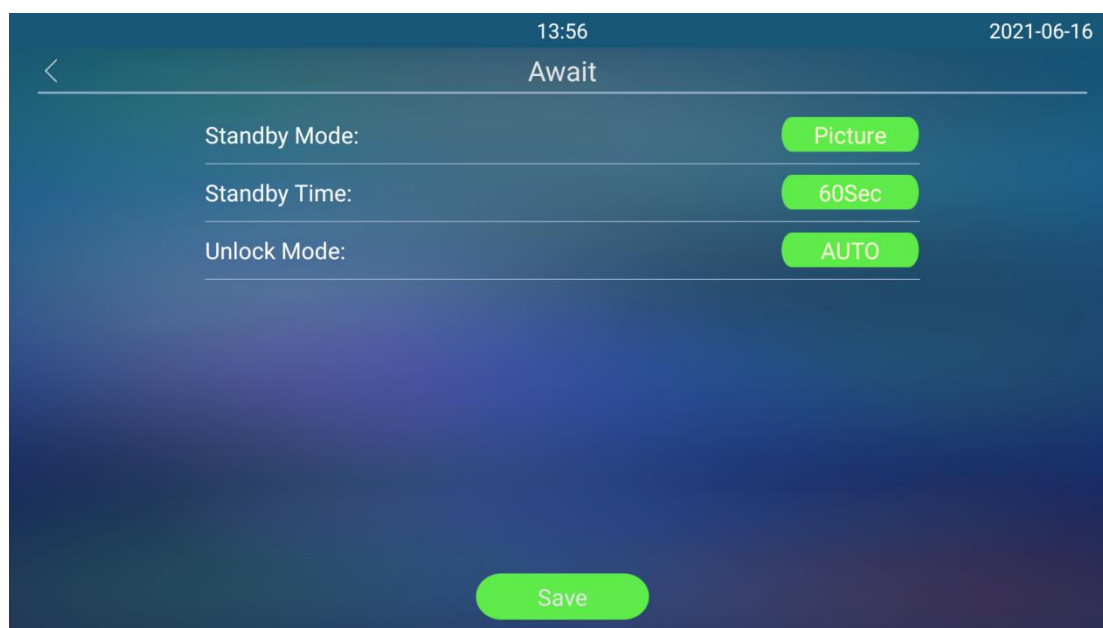 13:56 2021-06-16
Await
Standby Mode: Picture
Standby Time: 60Sec
Unlock Mode: AUTO
Save